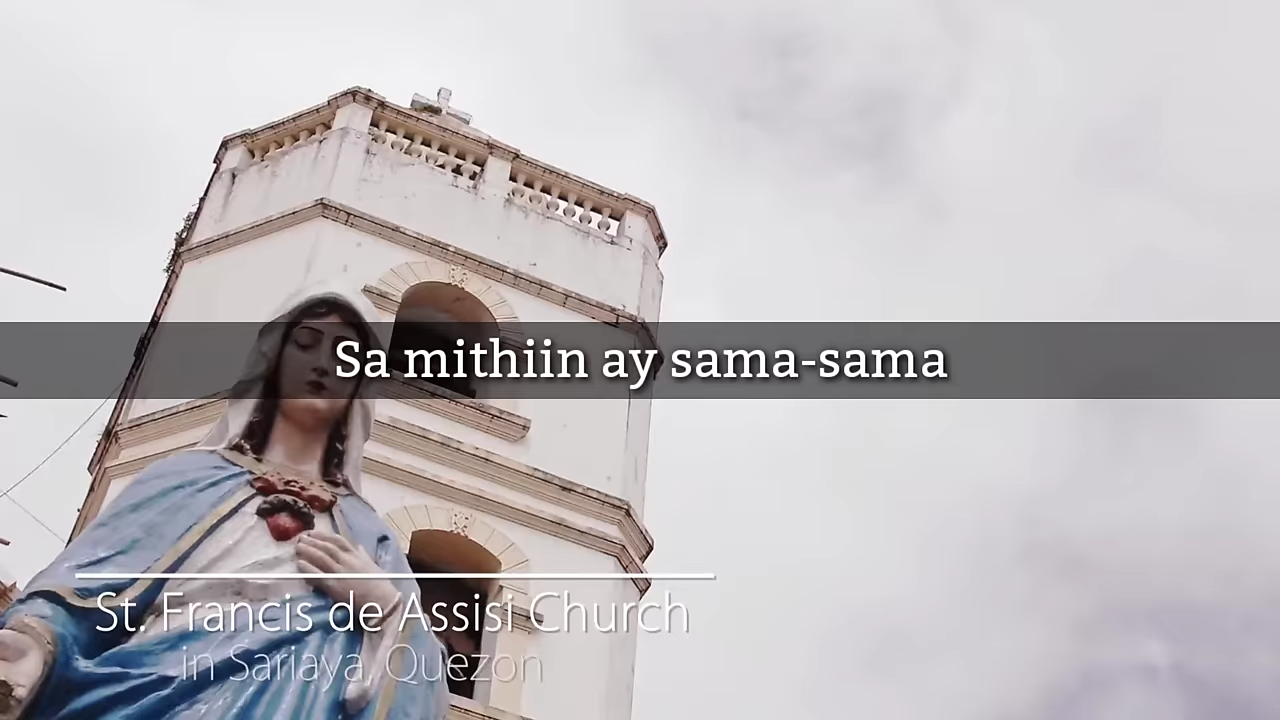 Sa mithiin ay sama-sama
St. Francis de Assisi Church
in Sariaya, Quezon